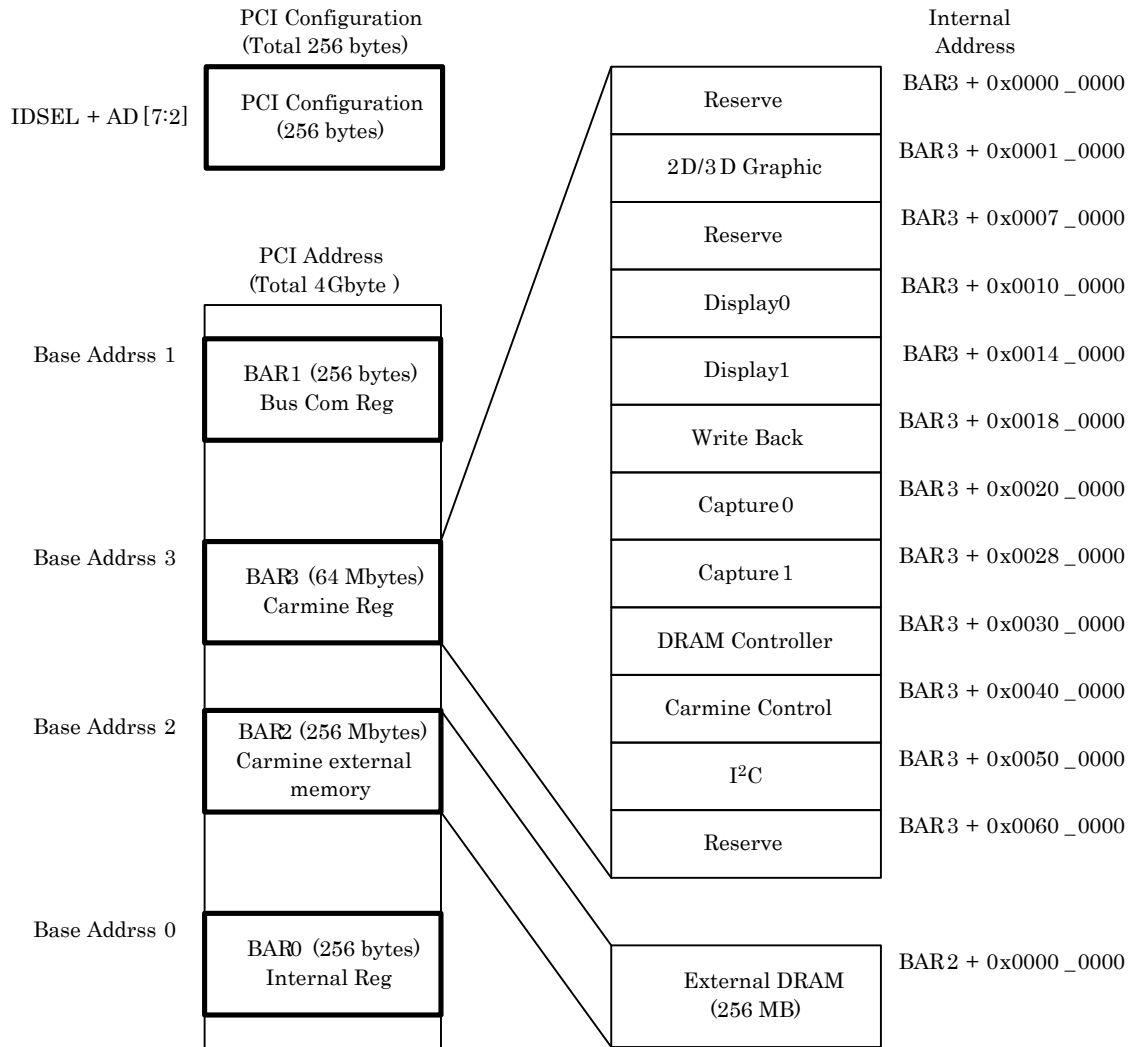 PCI Configuration
(Total 256 bytes)
IDSEL + AD [7:2]
PCI Configuration
(256 bytes)
PCI Address
(Total 4Gbyte )
Base Addrss 1
BAR1 (256 bytes)
Bus Com Reg
Base Addrss 3
BAR3 (64 Mbytes)
Carmine Reg
Base Addrss 2
BAR2 (256 Mbytes)
Carmine external
memory
Base Addrss 0
BAR0 (256 bytes)
Internal Reg
Internal
Address
Reserve
BAR3 + 0x0000 _0000
2D/3D Graphic
BAR3 + 0x0001 _0000
Reserve
BAR3 + 0x0007 _0000
Display0
BAR3 + 0x0010 _0000
Display1
BAR3 + 0x0014 _0000
Write Back
BAR3 + 0x0018 _0000
Capture0
BAR3 + 0x0020 _0000
Capture1
BAR3 + 0x0028 _0000
DRAM Controller
BAR3 + 0x0030 _0000
Carmine Control
BAR3 + 0x0040 _0000
I²C
BAR3 + 0x0050 _0000
Reserve
BAR3 + 0x0060 _0000
External DRAM
(256 MB)
BAR2 + 0x0000 _0000